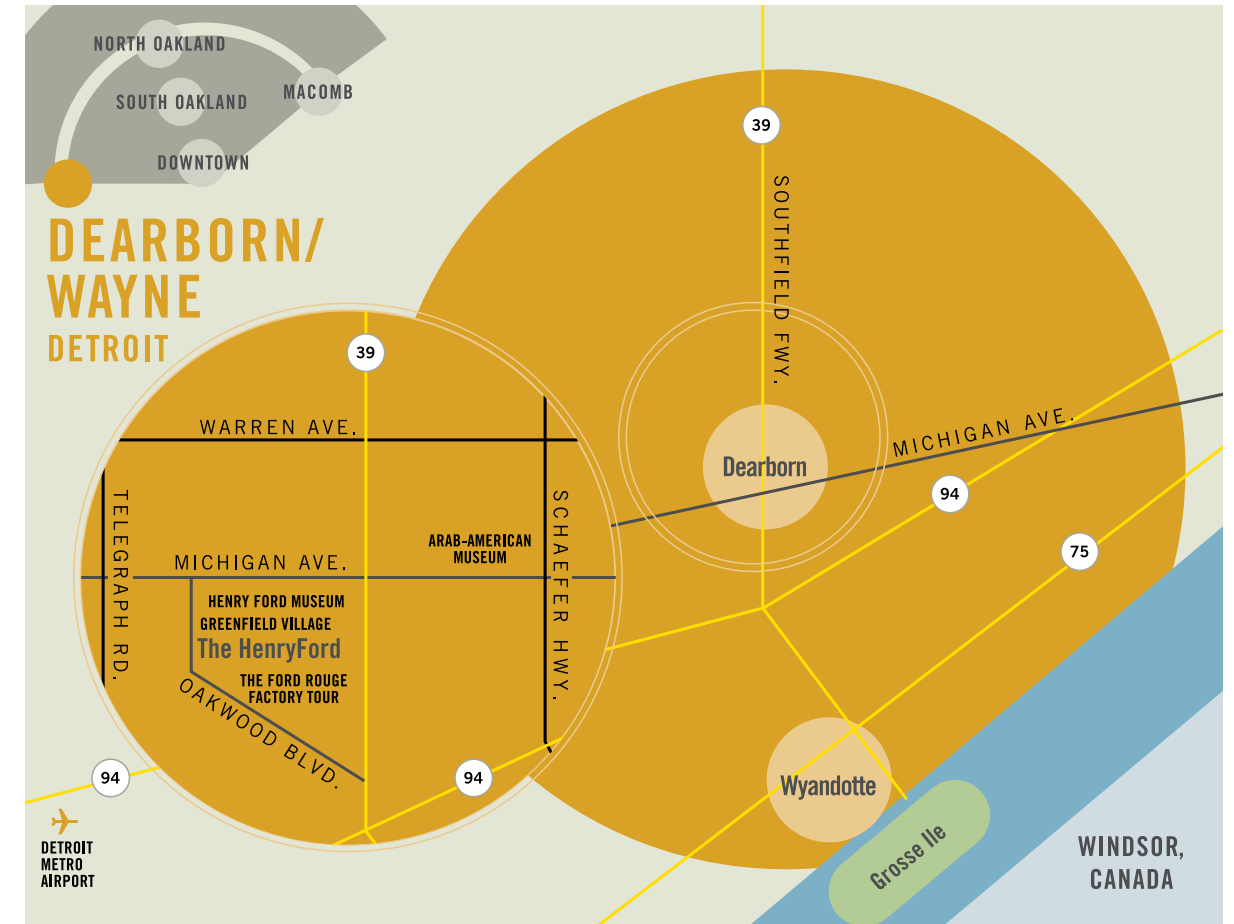 NORTH OAKLAND
SOUTH OAKLAND
MACOMB
DOWNTOWN
DEARBORN/
WAYNE
DETROIT
39
SOUTHFIELD FWY.
39
WARREN AVE.
TELEGRAPH RD.
SCHAEFER HWY.
ARAB-AMERICAN
MUSEUM
MICHIGAN AVE.
HENRY FORD MUSEUM
GREENFIELD VILLAGE
The HenryFord
THE FORD ROUGE
FACTORY TOUR
OAKWOOD BLVD.
94
94
DETROIT
METRO
AIRPORT
Dearborn
MICHIGAN AVE.
94
75
Wyandotte
Grosse Ile
WINDSOR,
CANADA